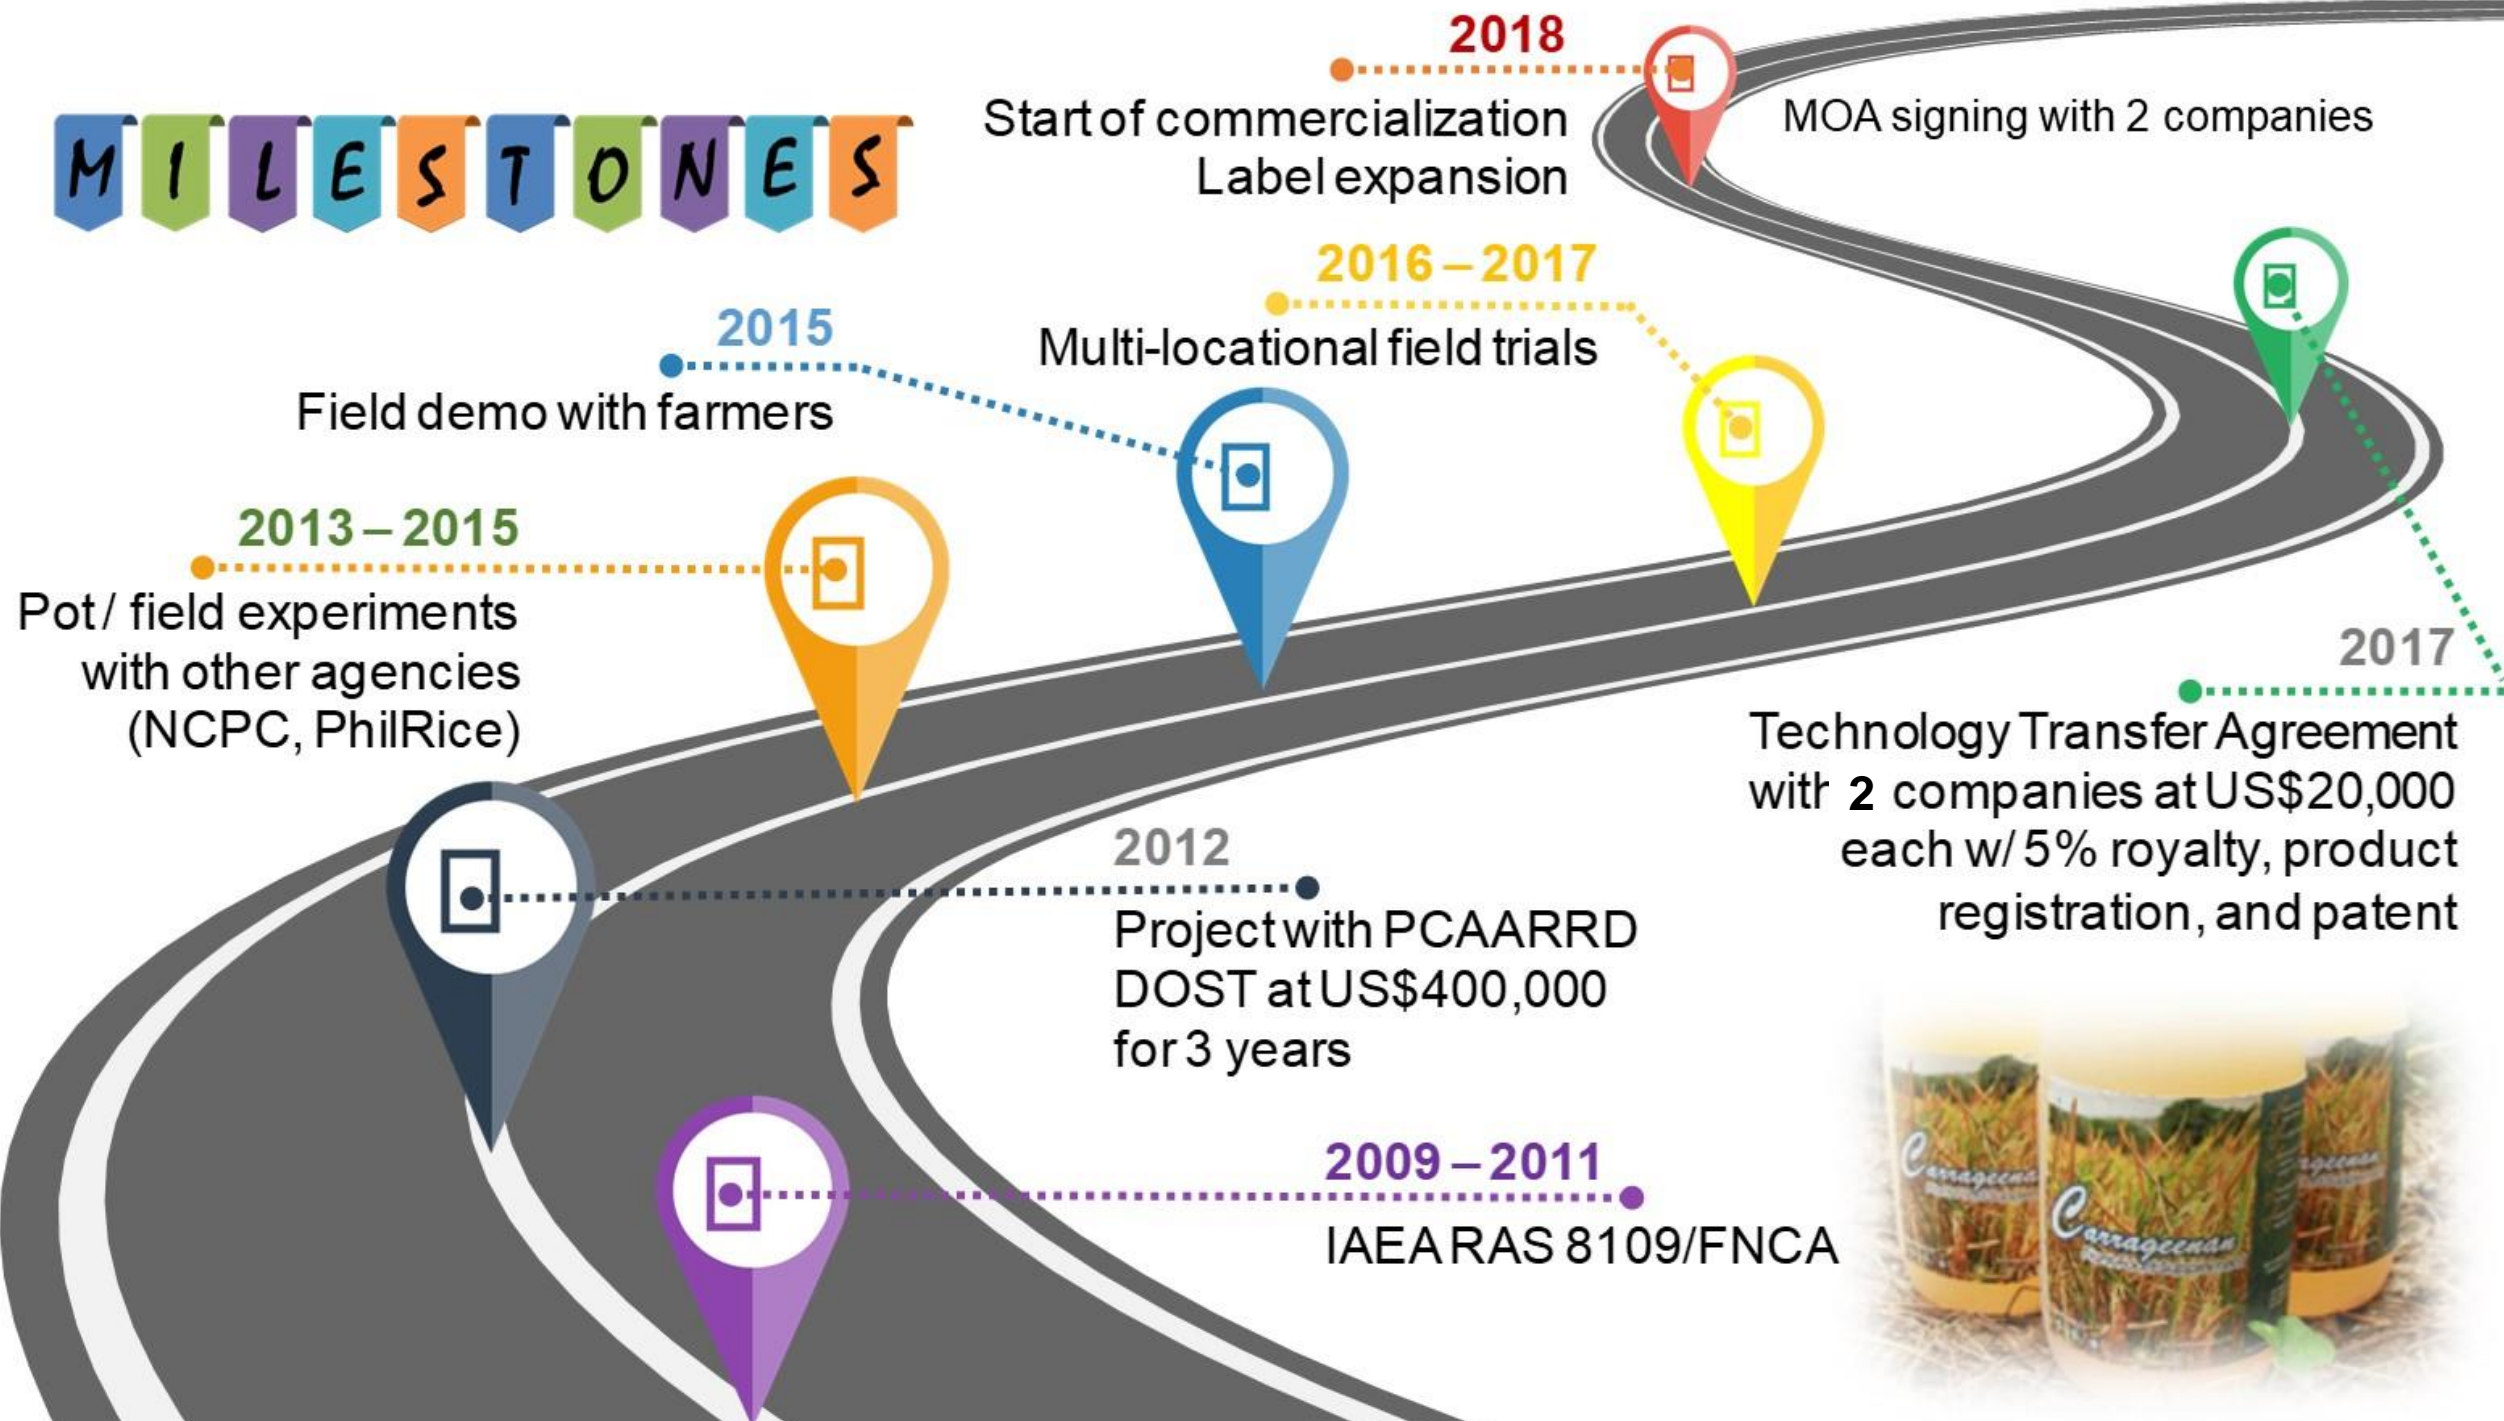 MILESTONES
2018
Start of commercialization
Label expansion
MOA signing with 2 companies
2016 – 2017
Multi-locational field trials
2015
Field demo with farmers
2013 – 2015
Pot / field experiments
with other agencies
(NCPC, PhilRice)
2017
Technology Transfer Agreement
with 2 companies at US$20,000
each w/ 5% royalty, product
registration, and patent
2012
Project with PCAARRD
DOST at US$400,000
for 3 years
2009 – 2011
IAEA RAS 8109/FNCA
Carrageenan
Carrageenan